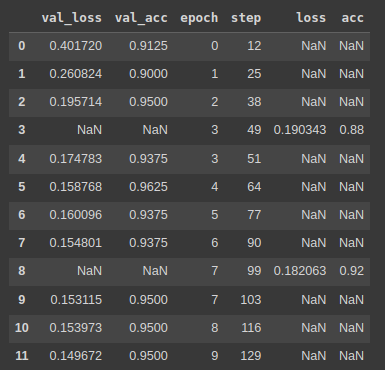 val_loss val_acc epoch step loss acc
0 0.401720 0.9125 0 12 NaN NaN
1 0.260824 0.9000 1 25 NaN NaN
2 0.195714 0.9500 2 38 NaN NaN
3 NaN NaN 3 49 0.190343 0.88
4 0.174783 0.9375 3 51 NaN NaN
5 0.158768 0.9625 4 64 NaN NaN
6 0.160096 0.9375 5 77 NaN NaN
7 0.154801 0.9375 6 90 NaN NaN
8 NaN NaN 7 99 0.182063 0.92
9 0.153115 0.9500 7 103 NaN NaN
10 0.153973 0.9500 8 116 NaN NaN
11 0.149672 0.9500 9 129 NaN NaN